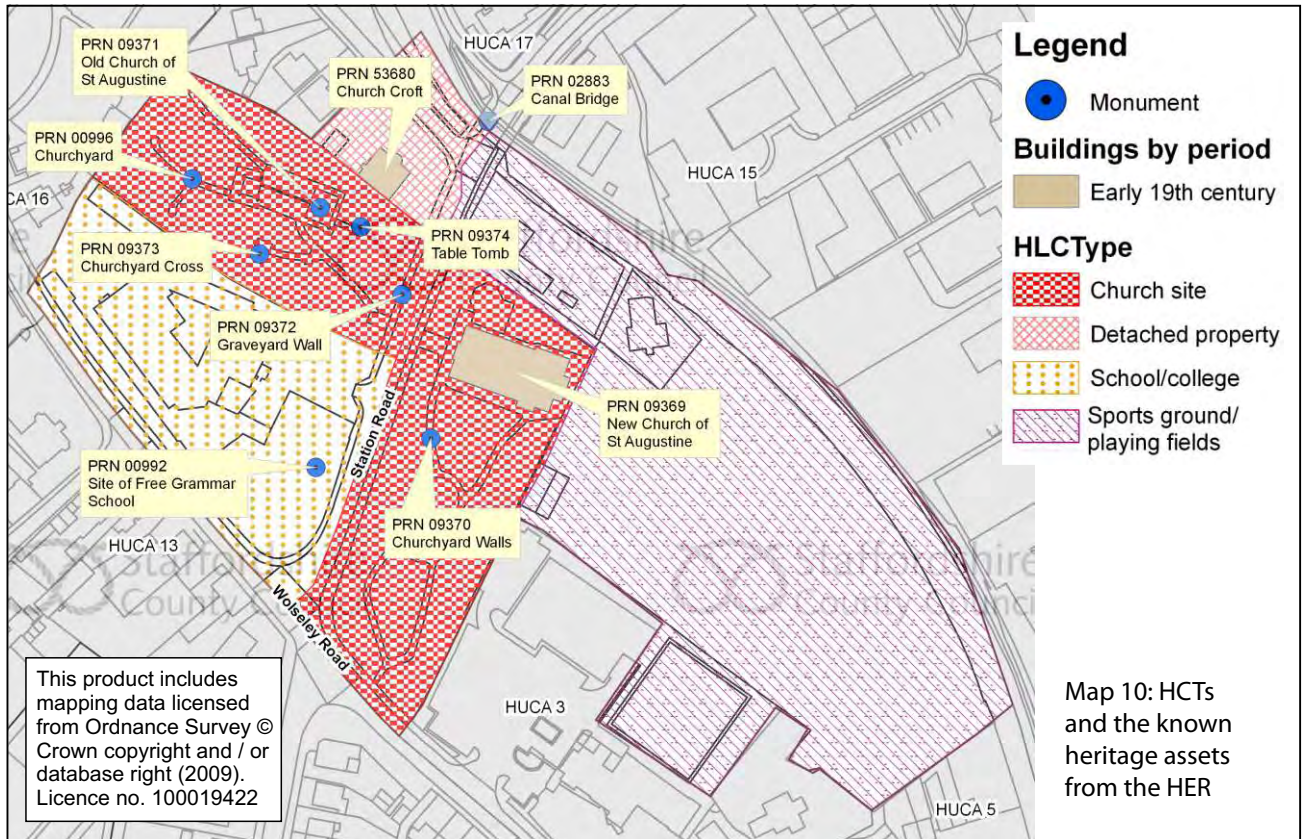 HUCA 17
PRN 09371
Old Church of
St Augustine
PRN 53680
Church Croft
PRN 02883
Canal Bridge
PRN 00996
Churchyard
HUCA 15
CA 16
PRN 09373
Churchyard Cross
PRN 09374
Table Tomb
PRN 09372
Graveyard Wall
Station Road
PRN 09369
New Church of
St Augustine
PRN 00992
Site of Free Grammar
School
PRN 09370
Churchyard Walls
HUCA 13
Wolseley Road
HUCA 3
HUCA 5
Staffordshire
County Council
Staffordshire
County Council
This product includes
mapping data licensed
from Ordnance Survey ©
Crown copyright and / or
database right (2009).
Licence no. 100019422
Legend
Monument
Buildings by period
Early 19th century
HLCType
Church site
Detached property
School/college
Sports ground/
playing fields
Map 10: HCTs
and the known
heritage assets
from the HER